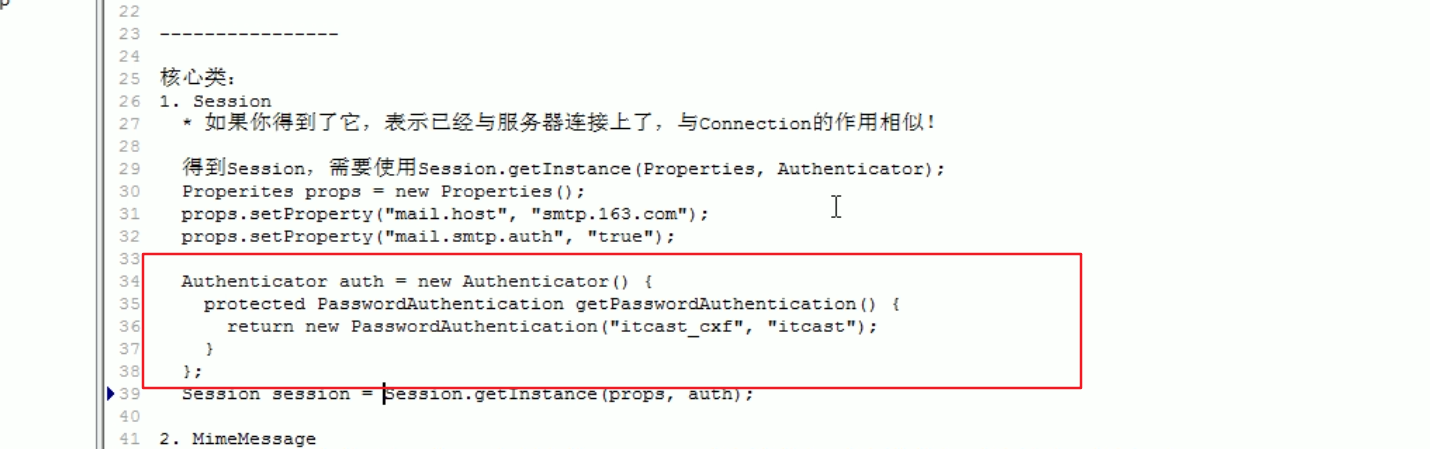 p
22
23 ----------------
24
25 核心类:
26 1. Session
27 * 如果你得到了它, 表示已经与服务器连接上了, 与Connection的作用相似!
28
29 得到Session, 需要使用Session.getInstance(Properties, Authenticator);
30 Properites props = new Properties();
31 props.setProperty("mail.host", "smtp.163.com");
32 props.setProperty("mail.smtp.auth", "true");
33
34 Authenticator auth = new Authenticator() {
35 protected PasswordAuthentication getPasswordAuthentication() {
36 return new PasswordAuthentication("itcast_cxf", "itcast");
37 }
38 };
39 Session session = Session.getInstance(props, auth);
40
41 2. MimeMessage